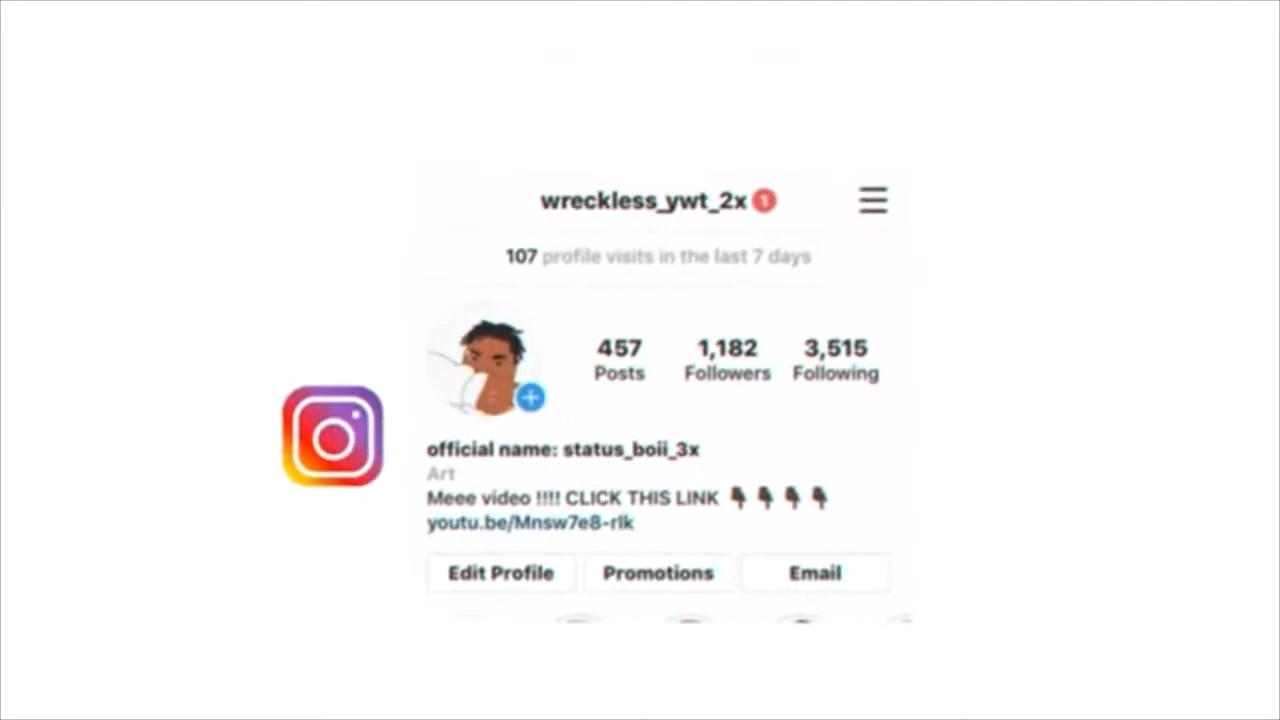 wreckless_ywt_2x 1
107 profile visits in the last 7 days
457 1,182 3,515
Posts Followers Following
official name: status_boii_3x
Art
Meee video !!!! CLICK THIS LINK 👇🏿👇🏿👇🏿👇🏿
youtu.be/Mnsw7e8-rlk
Edit Profile Promotions Email